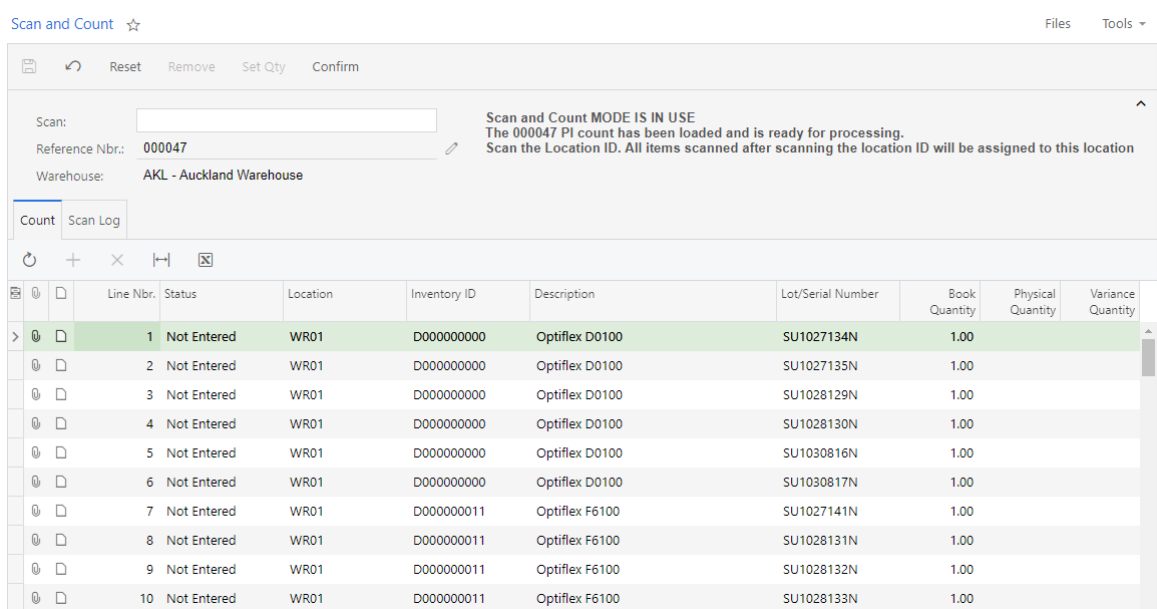 Scan and Count
Files Tools
Reset Remove Set Qty Confirm
Scan:
Reference Nbr.: 000047
Warehouse: AKL - Auckland Warehouse
Scan and Count MODE IS IN USE
The 000047 PI count has been loaded and is ready for processing.
Scan the Location ID. All items scanned after scanning the location ID will be assigned to this location
Count Scan Log
Line Nbr. Status Location Inventory ID Description Lot/Serial Number Book Quantity Physical Quantity Variance Quantity
1 Not Entered WR01 D000000000 Optiflex D0100 SU1027134N 1.00
2 Not Entered WR01 D000000000 Optiflex D0100 SU1027135N 1.00
3 Not Entered WR01 D000000000 Optiflex D0100 SU1028129N 1.00
4 Not Entered WR01 D000000000 Optiflex D0100 SU1028130N 1.00
5 Not Entered WR01 D000000000 Optiflex D0100 SU1030816N 1.00
6 Not Entered WR01 D000000000 Optiflex D0100 SU1030817N 1.00
7 Not Entered WR01 D000000011 Optiflex F6100 SU1027141N 1.00
8 Not Entered WR01 D000000011 Optiflex F6100 SU1028131N 1.00
9 Not Entered WR01 D000000011 Optiflex F6100 SU1028132N 1.00
10 Not Entered WR01 D000000011 Optiflex F6100 SU1028133N 1.00